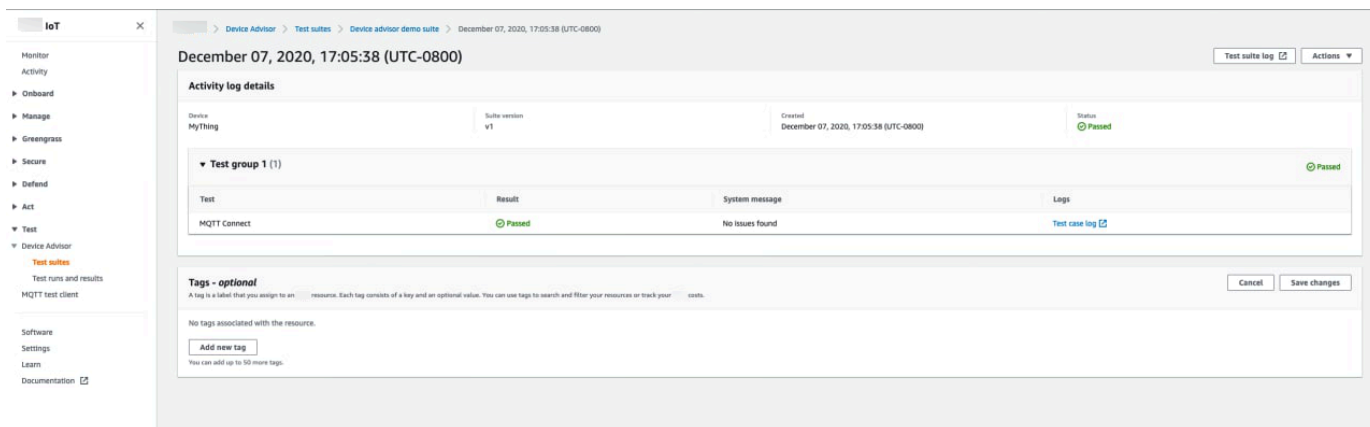 IoT
Monitor
Activity
Onboard
Manage
Greengrass
Secure
Defend
Act
Test
Device Advisor
Test suites
Test runs and results
MQTT test client
Software
Settings
Learn
Documentation
Device Advisor > Test suites > Device advisor demo suite > December 07, 2020, 17:05:38 (UTC-0800)
December 07, 2020, 17:05:38 (UTC-0800)
Test suite log
Actions
Activity log details
Device Suite version Created Status
MyThing v1 December 07, 2020, 17:05:38 (UTC-0800) Passed
Test group 1 (1) Passed
Test Result System message Logs
MQTT Connect Passed No issues found Test case log
Tags - optional
Cancel
Save changes
A tag is a label that you assign to an resource. Each tag consists of a key and an optional value. You can use tags to search and filter your resources or track your costs.
No tags associated with the resource.
Add new tag
You can add up to 50 more tags.